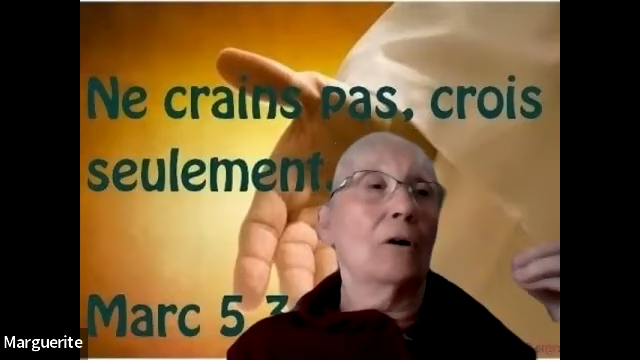 Ne crains pas, crois
seulement.
Marc 5 3
Marguerite